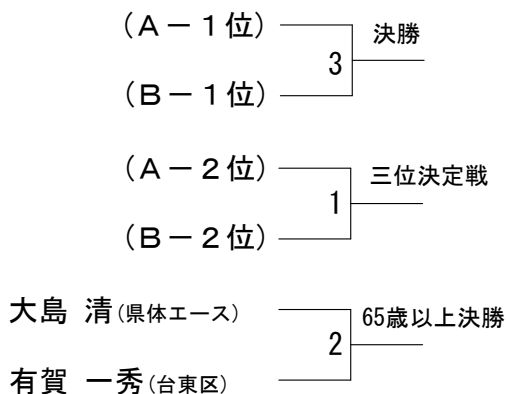 (A－1位)
決勝
3
(B－1位)
(A－2位)
三位決定戦
1
(B－2位)
大島 清(県体エース)
65歳以上決勝
2
有賀 一秀(台東区)